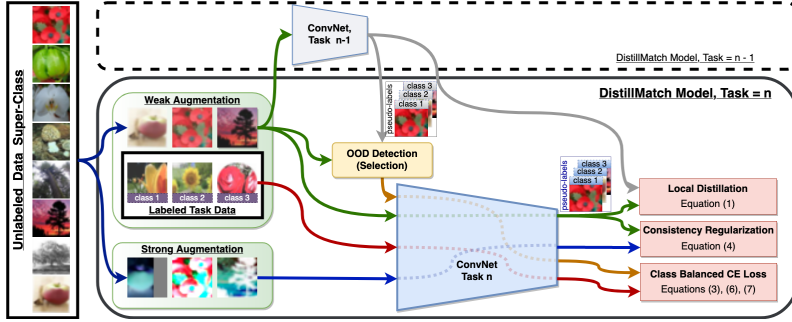 Unlabeled Data Super-Class
ConvNet,
Task n-1
DistillMatch Model, Task = n - 1
DistillMatch Model, Task = n
Weak Augmentation
class 1
class 2
class 3
Labeled Task Data
Strong Augmentation
pseudo-labels
class 3
class 2
class 1
OOD Detection
(Selection)
ConvNet
Task n
pseudo-labels
class 3
class 2
class 1
Local Distillation
Equation (1)
Consistency Regularization
Equation (4)
Class Balanced CE Loss
Equations (3), (6), (7)